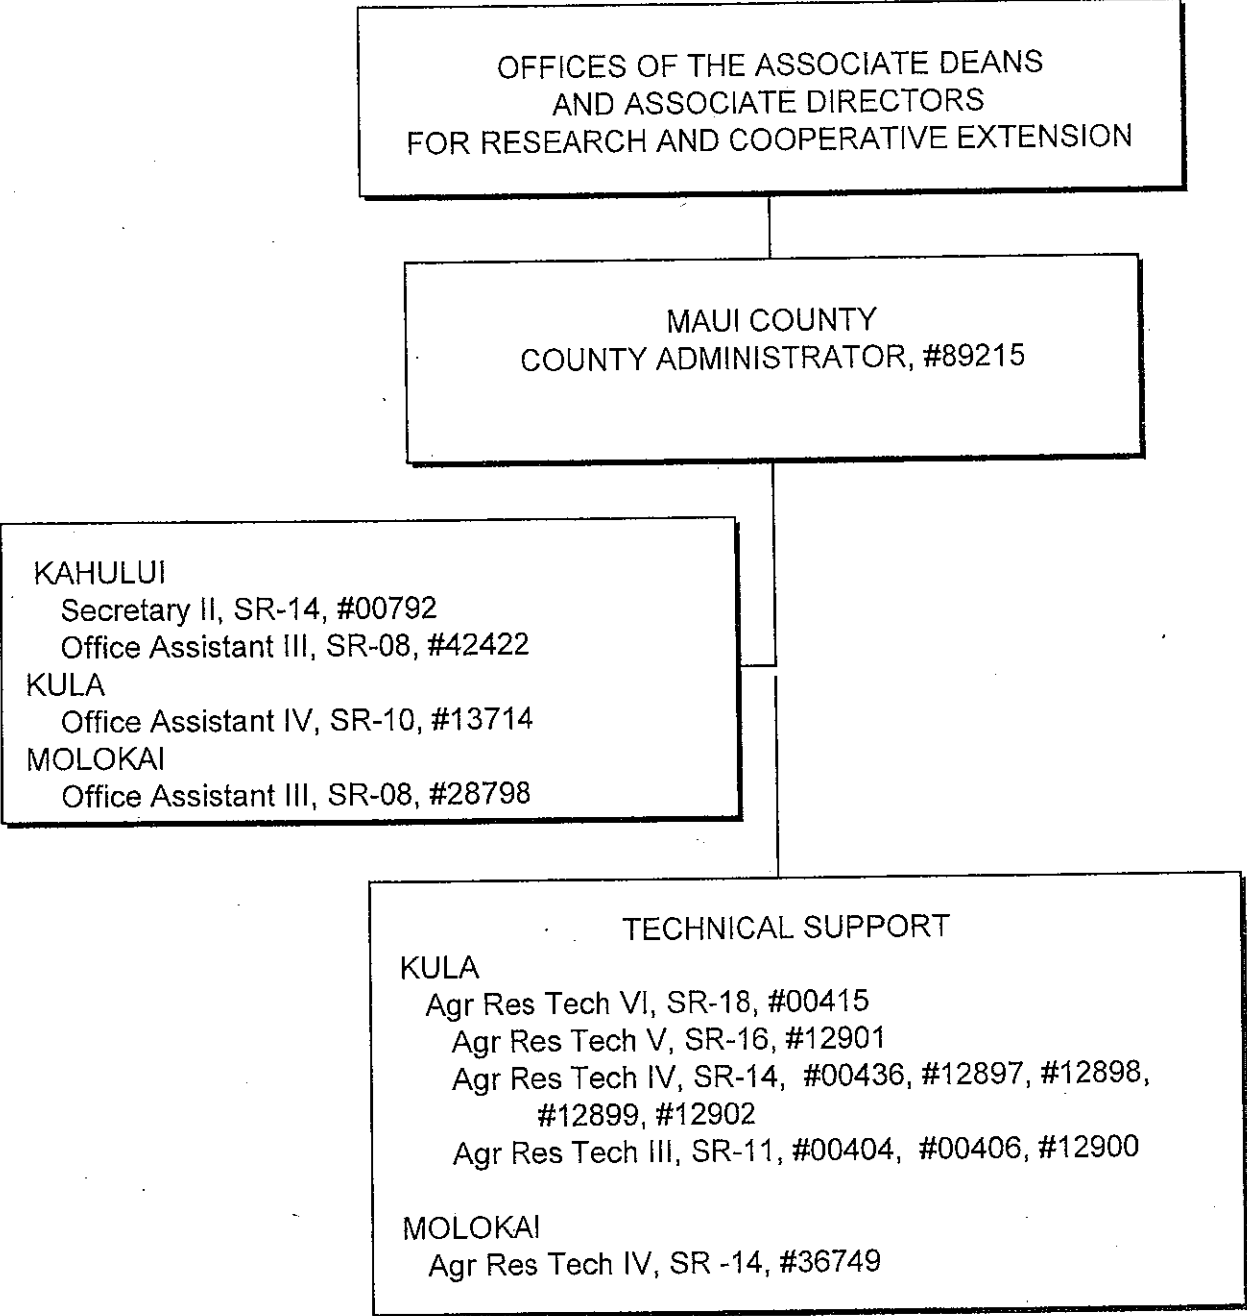 OFFICES OF THE ASSOCIATE DEANS
AND ASSOCIATE DIRECTORS
FOR RESEARCH AND COOPERATIVE EXTENSION
MAUI COUNTY
COUNTY ADMINISTRATOR, #89215
KAHULUI
Secretary II, SR-14, #00792
Office Assistant III, SR-08, #42422
KULA
Office Assistant IV, SR-10, #13714
MOLOKAI
Office Assistant III, SR-08, #28798
TECHNICAL SUPPORT
KULA
Agr Res Tech VI, SR-18, #00415
Agr Res Tech V, SR-16, #12901
Agr Res Tech IV, SR-14, #00436, #12897, #12898,
#12899, #12902
Agr Res Tech III, SR-11, #00404, #00406, #12900
MOLOKAI
Agr Res Tech IV, SR -14, #36749